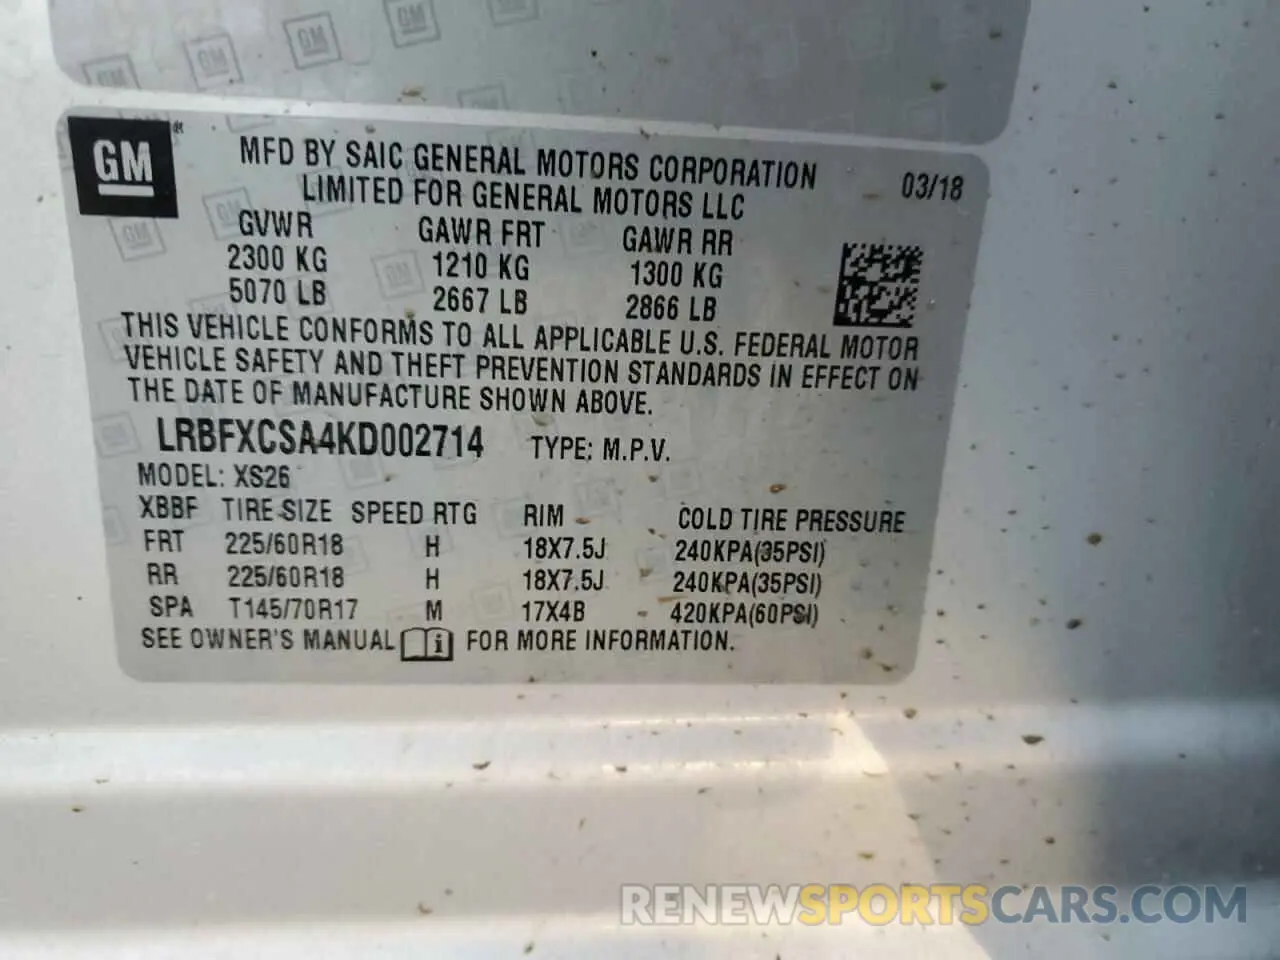 GM
MFD BY SAIC GENERAL MOTORS CORPORATION
LIMITED FOR GENERAL MOTORS LLC
03/18
GVWR GAWR FRT GAWR RR
2300 KG 1210 KG 1300 KG
5070 LB 2667 LB 2866 LB
THIS VEHICLE CONFORMS TO ALL APPLICABLE U.S. FEDERAL MOTOR
VEHICLE SAFETY AND THEFT PREVENTION STANDARDS IN EFFECT ON
THE DATE OF MANUFACTURE SHOWN ABOVE.
LRBFXCSA4KD002714 TYPE: M.P.V.
MODEL: XS26
XBBF TIRE SIZE SPEED RTG RIM COLD TIRE PRESSURE
FRT 225/60R18 H 18X7.5J 240KPA(35PSI)
RR 225/60R18 H 18X7.5J 240KPA(35PSI)
SPA T145/70R17 M 17X4B 420KPA(60PSI)
SEE OWNER'S MANUAL i FOR MORE INFORMATION.
RENEWSPORTSCARS.COM